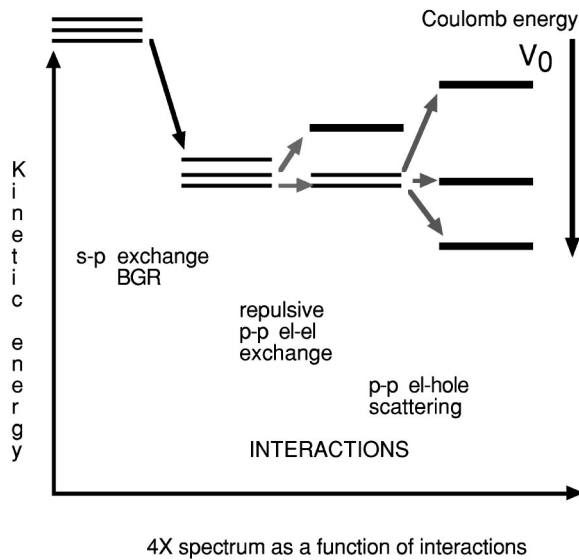 Coulomb energy
V0
Kinetic energy
s-p exchange
BGR
repulsive
p-p el-el
exchange
p-p el-hole
scattering
INTERACTIONS
4X spectrum as a function of interactions